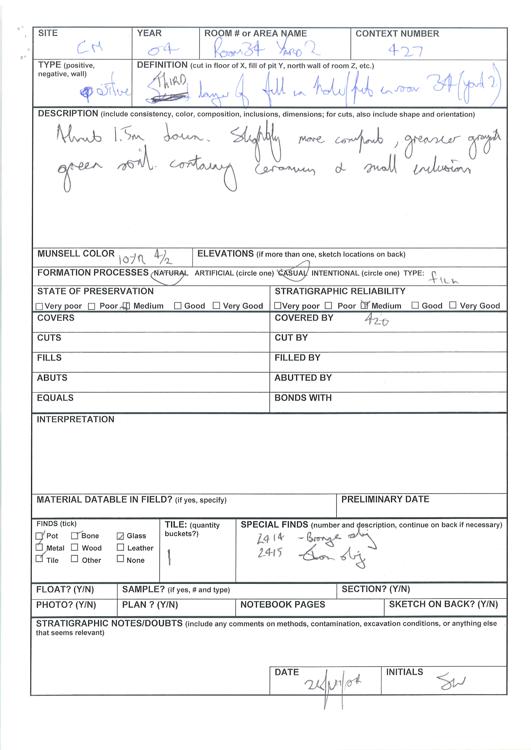 SITE YEAR ROOM # or AREA NAME CONTEXT NUMBER
CM 04 Room 34 Yard 2 427
TYPE (positive, negative, wall) DEFINITION (cut in floor of X, fill of pit Y, north wall of room Z, etc.)
positive THIRD layer of fill in hole/pit in room 34 (yard 2)
DESCRIPTION (include consistency, color, composition, inclusions, dimensions; for cuts, also include shape and orientation)
About 1.5m down. Slightly more compact, greasier greyish
green soil containing ceramics & small inclusions
MUNSELL COLOR 10YR 4/2 ELEVATIONS (if more than one, sketch locations on back)
FORMATION PROCESSES NATURAL ARTIFICIAL (circle one) CASUAL INTENTIONAL (circle one) TYPE: fill
STATE OF PRESERVATION STRATIGRAPHIC RELIABILITY
Very poor Poor Medium Good Very Good Very poor Poor Medium Good Very Good
COVERS COVERED BY 420
CUTS CUT BY
FILLS FILLED BY
ABUTS ABUTTED BY
EQUALS BONDS WITH
INTERPRETATION
MATERIAL DATABLE IN FIELD? (if yes, specify) PRELIMINARY DATE
FINDS (tick) TILE: (quantity buckets?) SPECIAL FINDS (number and description, continue on back if necessary)
Pot Bone Glass 1 2414 - Bronze obj
Metal Wood Leather 2415 - Iron obj
Tile Other None
FLOAT? (Y/N) SAMPLE? (if yes, # and type) SECTION? (Y/N)
PHOTO? (Y/N) PLAN ? (Y/N) NOTEBOOK PAGES SKETCH ON BACK? (Y/N)
STRATIGRAPHIC NOTES/DOUBTS (include any comments on methods, contamination, excavation conditions, or anything else
that seems relevant)
DATE INITIALS
SW